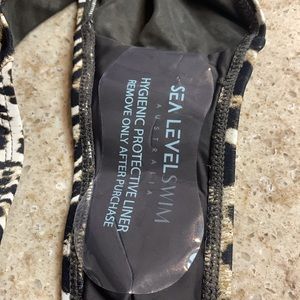 SEA LEVEL SWIM
AUSTRALIA
HYGIENIC PROTECTIVE LINER
REMOVE ONLY AFTER PURCHASE